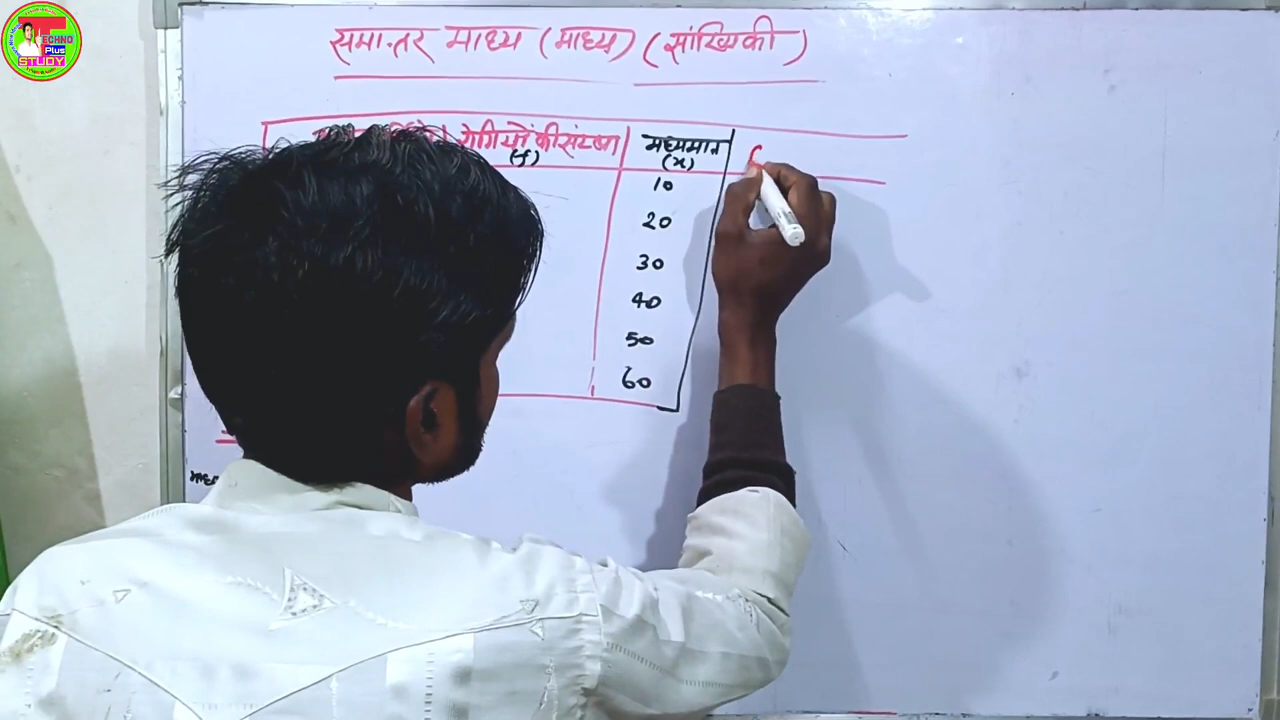 TECHNO
Plus
STUDY
समान्तर माध्य (माध्य) (सांख्यिकी)
रोगियों की संख्या
(f)
मध्यमान
(x)
10
20
30
40
50
60